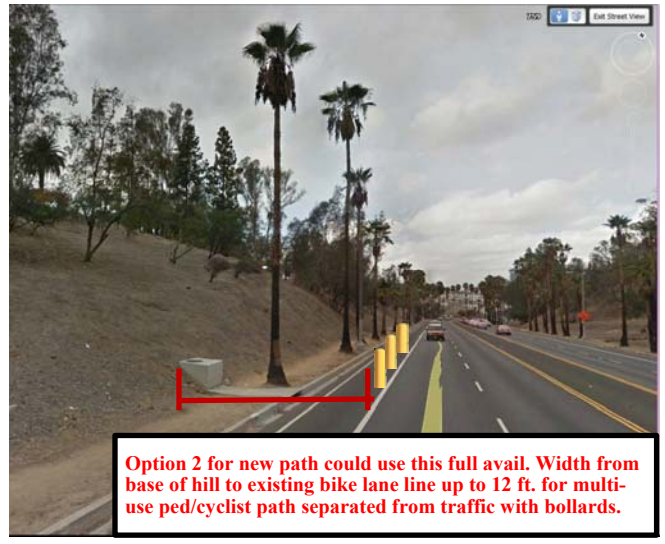 Exit Street View
Option 2 for new path could use this full avail. Width from
base of hill to existing bike lane line up to 12 ft. for multi-
use ped/cyclist path separated from traffic with bollards.